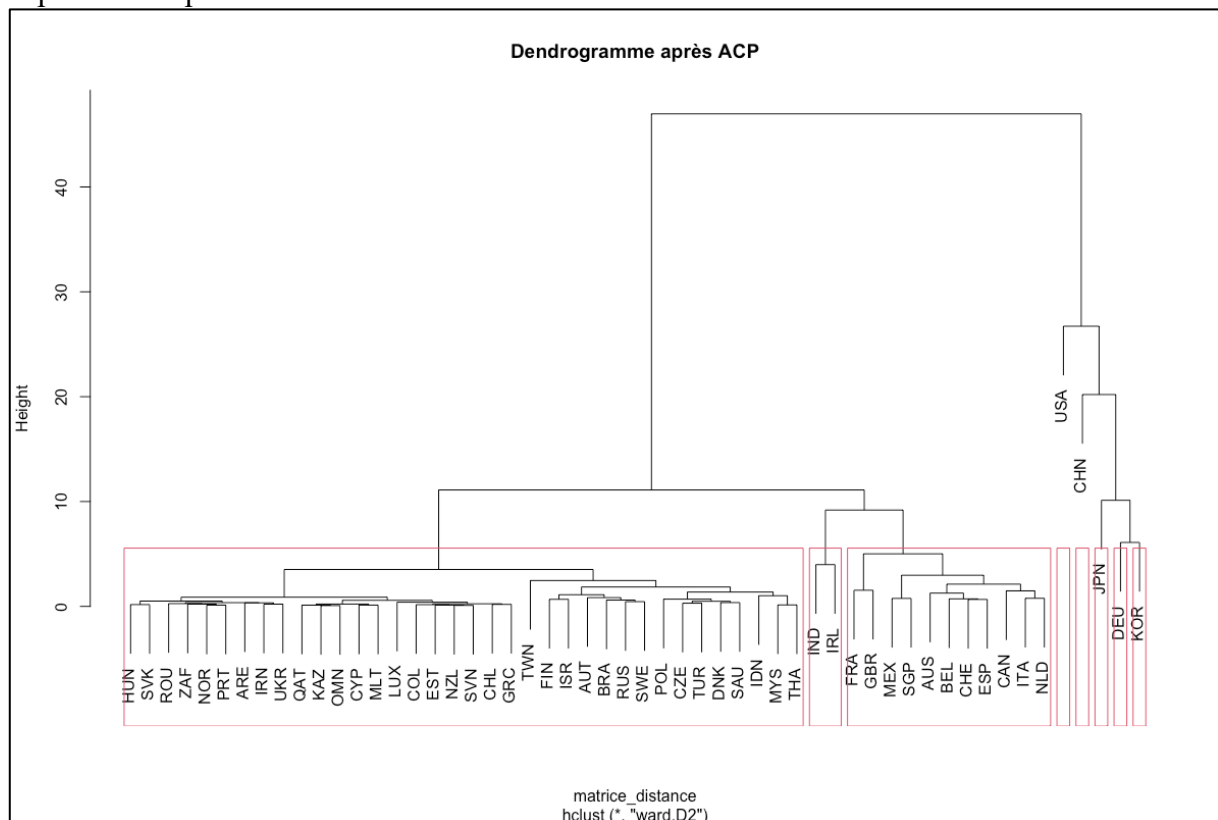 Dendrogramme après ACP
Height
0 10 20 30 40
HUN SVK ROU ZAF NOR PRT ARE IRN UKR QAT KAZ OMN CYP MLT LUX COL EST NZL SVN CHL GRC TWN FIN ISR AUT BRA RUS SWE POL CZE TUR DNK SAU IDN MYS THA IND IRL FRA GBR MEX SGP AUS BEL CHE ESP CAN ITA NLD USA CHN JPN DEU KOR
matrice_distance
hclust (*, "ward.D2")